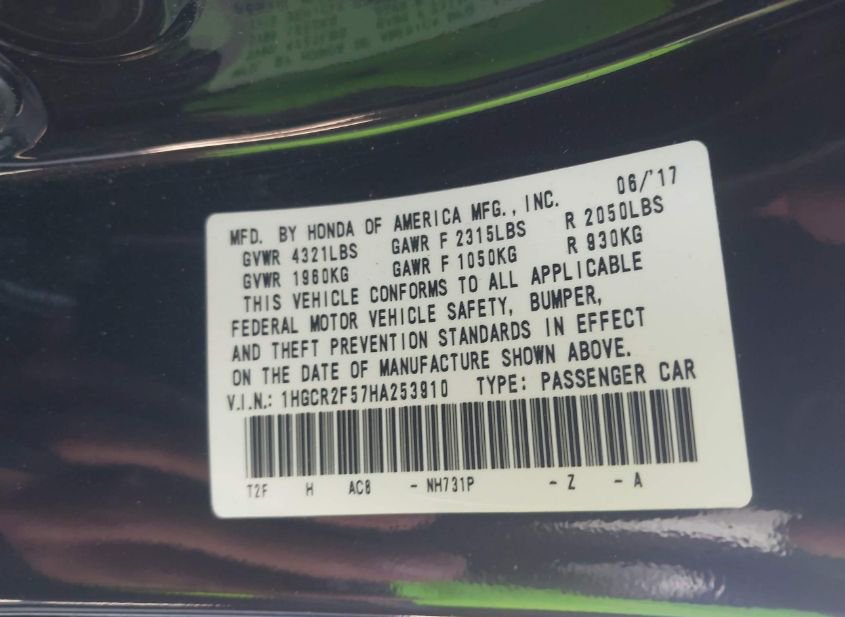 MFD. BY HONDA OF AMERICA MFG., INC. 06/'17
GVWR 4321LBS GAWR F 2315LBS R 2050LBS
GVWR 1960KG GAWR F 1050KG R 930KG
THIS VEHICLE CONFORMS TO ALL APPLICABLE
FEDERAL MOTOR VEHICLE SAFETY, BUMPER,
AND THEFT PREVENTION STANDARDS IN EFFECT
ON THE DATE OF MANUFACTURE SHOWN ABOVE.
V.I.N.: 1HGCR2F57HA253910 TYPE: PASSENGER CAR
T2F H AC8 - NH731P - Z - A